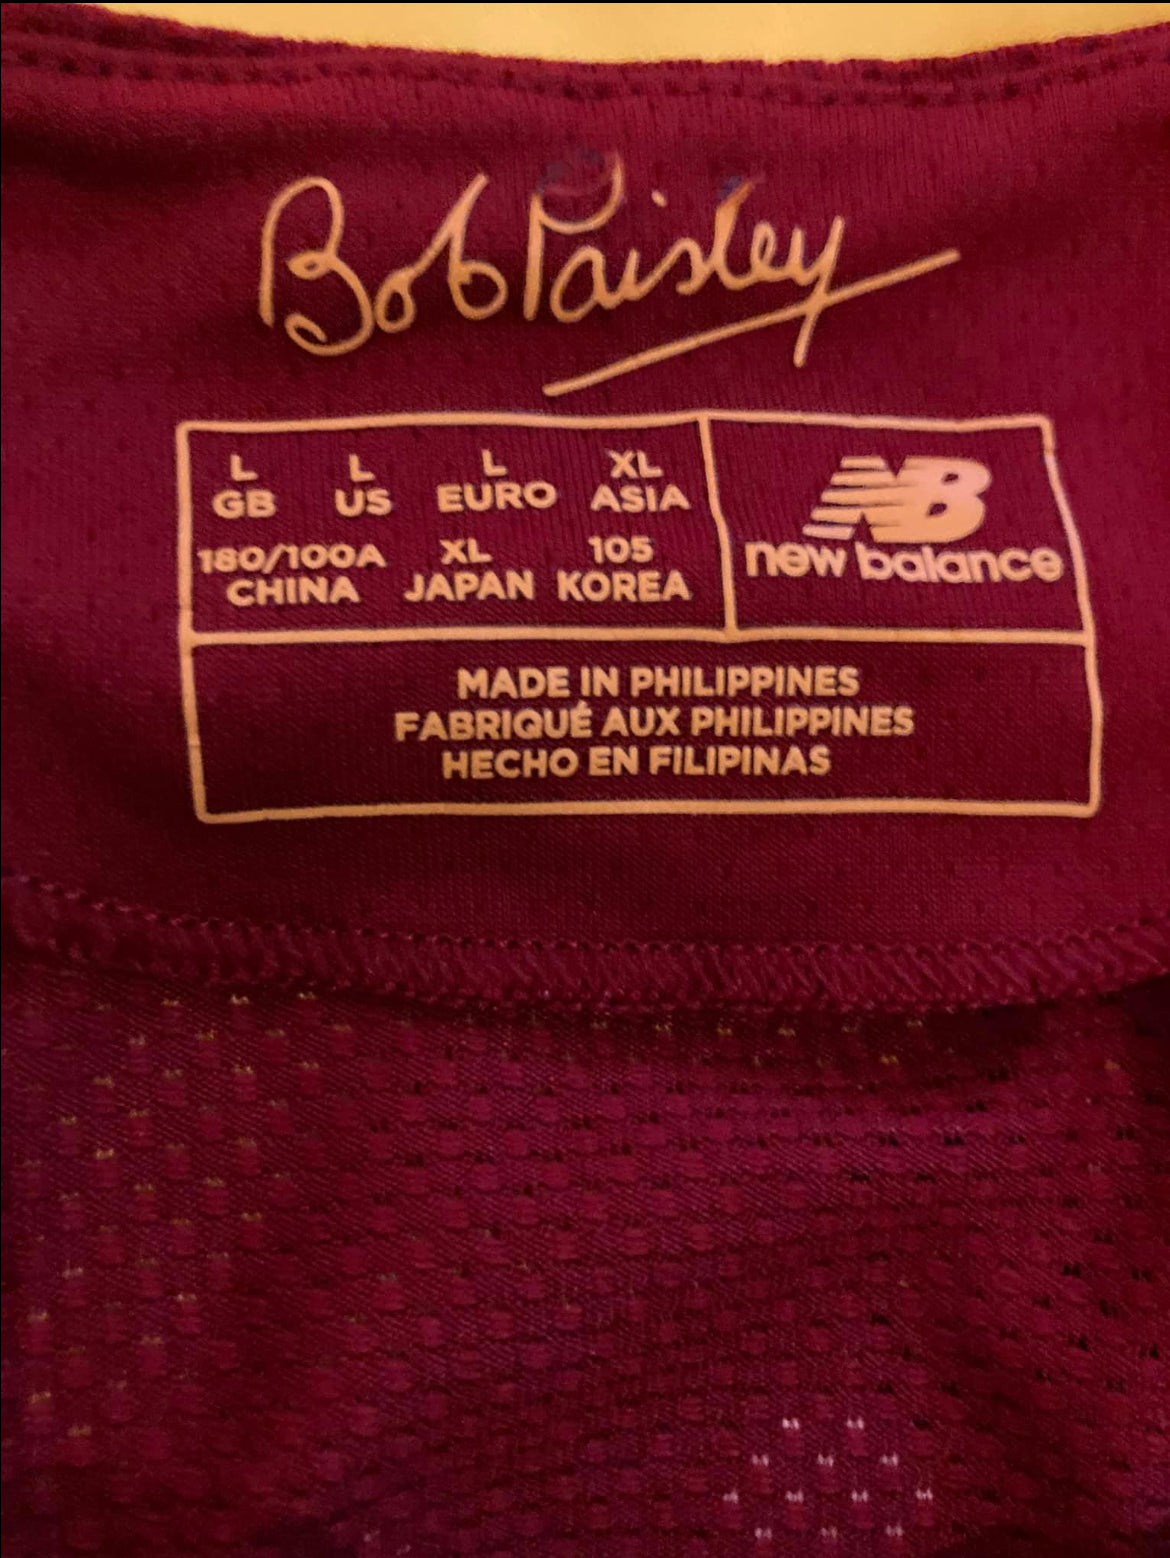 Bob Paisley
L L L XL
GB US EURO ASIA
180/100A XL 105
CHINA JAPAN KOREA
NB
new balance
MADE IN PHILIPPINES
FABRIQUÉ AUX PHILIPPINES
HECHO EN FILIPINAS